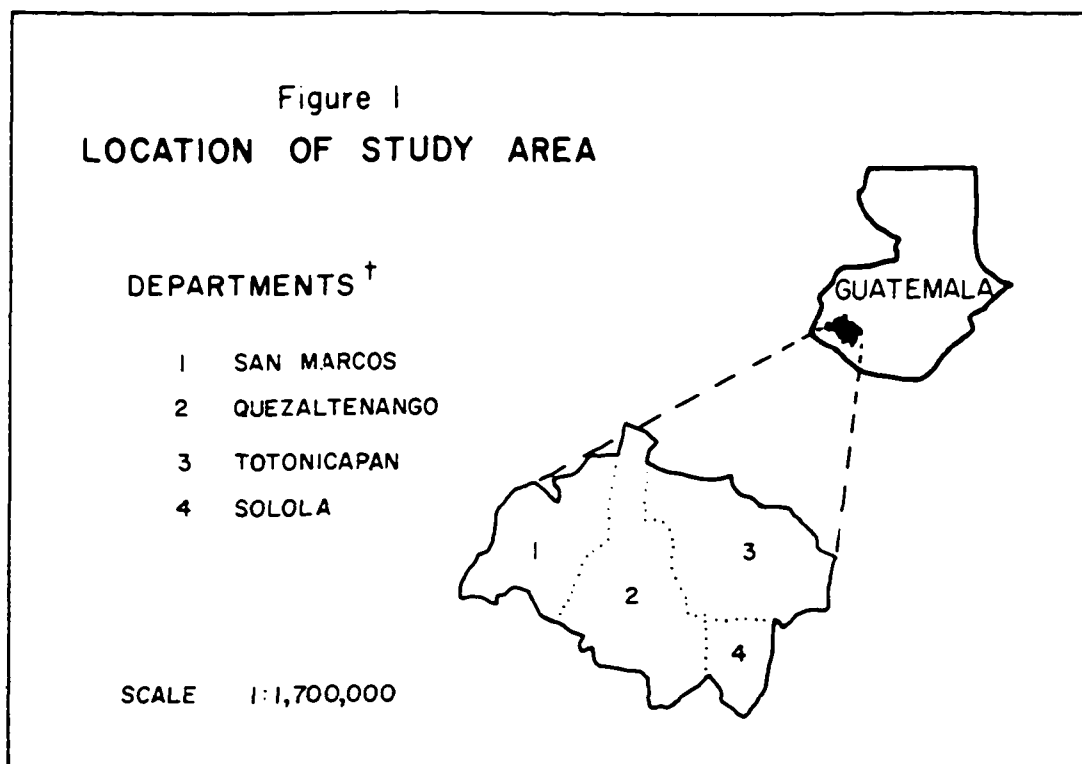 Figure 1
LOCATION OF STUDY AREA
DEPARTMENTS †
1 SAN MARCOS
2 QUEZALTENANGO
3 TOTONICAPAN
4 SOLOLA
SCALE 1:1,700,000
GUATEMALA
1
2
3
4